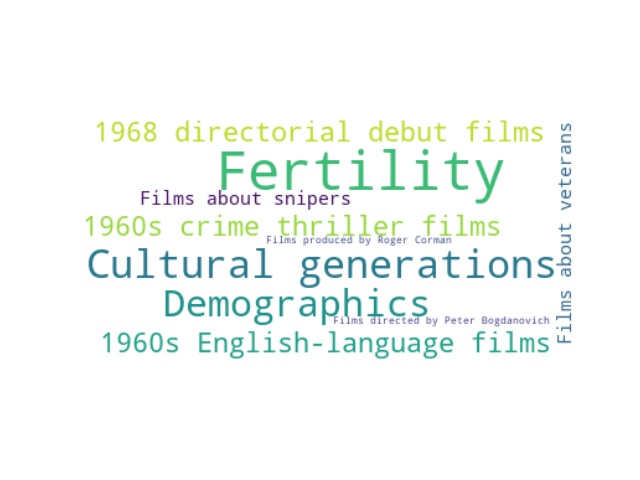 1968 directorial debut films
Fertility
Films about snipers
1960s crime thriller films
Films produced by Roger Corman
Cultural generations
Demographics
Films directed by Peter Bogdanovich
1960s English-language films
Films about veterans